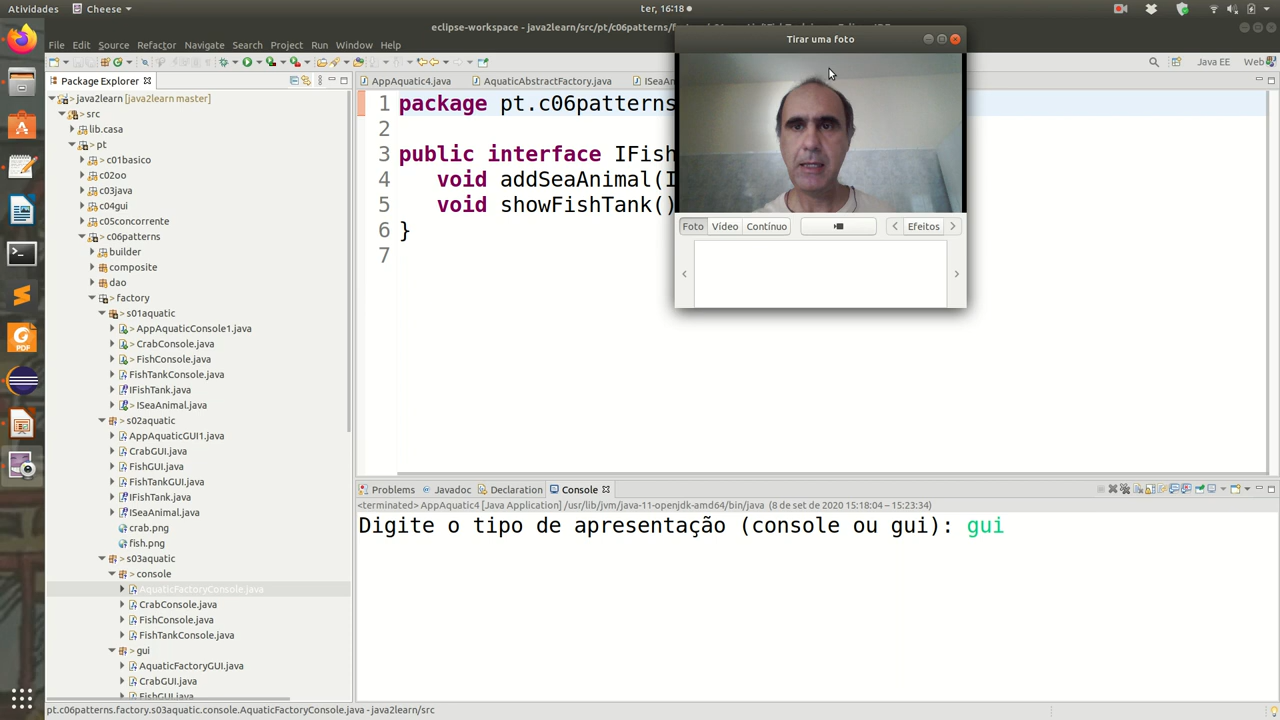 Atividades
Cheese
ter, 16:18
eclipse-workspace - java2learn/src/pt/c06patterns/
File Edit Source Refactor Navigate Search Project Run Window Help
Tirar uma foto
Java EE
Web
Package Explorer
AppAquatic4.java
AquaticAbstractFactory.java
java2learn [java2learn master]
src
> lib.casa
pt
> c01basico
c02oo
c03java
c04gui
c05concorrente
> c06patterns
builder
composite
dao
> factory
s01aquatic
> AppAquaticConsole1.java
> CrabConsole.java
> FishConsole.java
FishTankConsole.java
IFishTank.java
> ISeaAnimal.java
s02aquatic
AppAquaticGUI1.java
CrabGUI.java
FishGUI.java
FishTankGUI.java
IFishTank.java
ISeaAnimal.java
crab.png
fish.png
> s03aquatic
console
AquaticFactoryConsole.java
CrabConsole.java
FishConsole.java
FishTankConsole.java
gui
AquaticFactoryGUI.java
CrabGUI.java
FishGUI.java
1 package pt.c06patterns
2
3 public interface IFish
4 void addSeaAnimal(I
5 void showFishTank()
6 }
7
Foto Vídeo Contínuo
Efeitos
Problems Javadoc Declaration Console
<terminated> AppAquatic4 [Java Application] /usr/lib/jvm/java-11-openjdk-amd64/bin/java (8 de set de 2020 15:18:04 – 15:23:34)
Digite o tipo de apresentação (console ou gui): gui
pt.c06patterns.factory.s03aquatic.console.AquaticFactoryConsole.java - java2learn/src